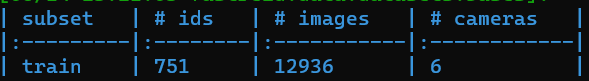 | subset   | # ids   | # images   | # cameras   |
|:---------|:--------|:-----------|:------------|
| train    | 751     | 12936      | 6           |